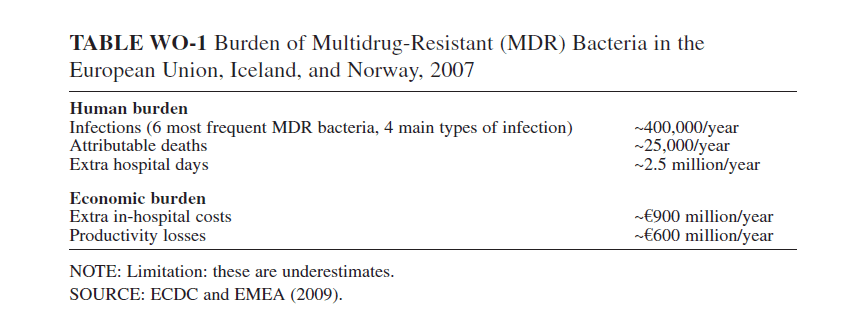 TABLE WO-1 Burden of Multidrug-Resistant (MDR) Bacteria in the
European Union, Iceland, and Norway, 2007
Human burden
Infections (6 most frequent MDR bacteria, 4 main types of infection) ~400,000/year
Attributable deaths ~25,000/year
Extra hospital days ~2.5 million/year
Economic burden
Extra in-hospital costs ~€900 million/year
Productivity losses ~€600 million/year
NOTE: Limitation: these are underestimates.
SOURCE: ECDC and EMEA (2009).